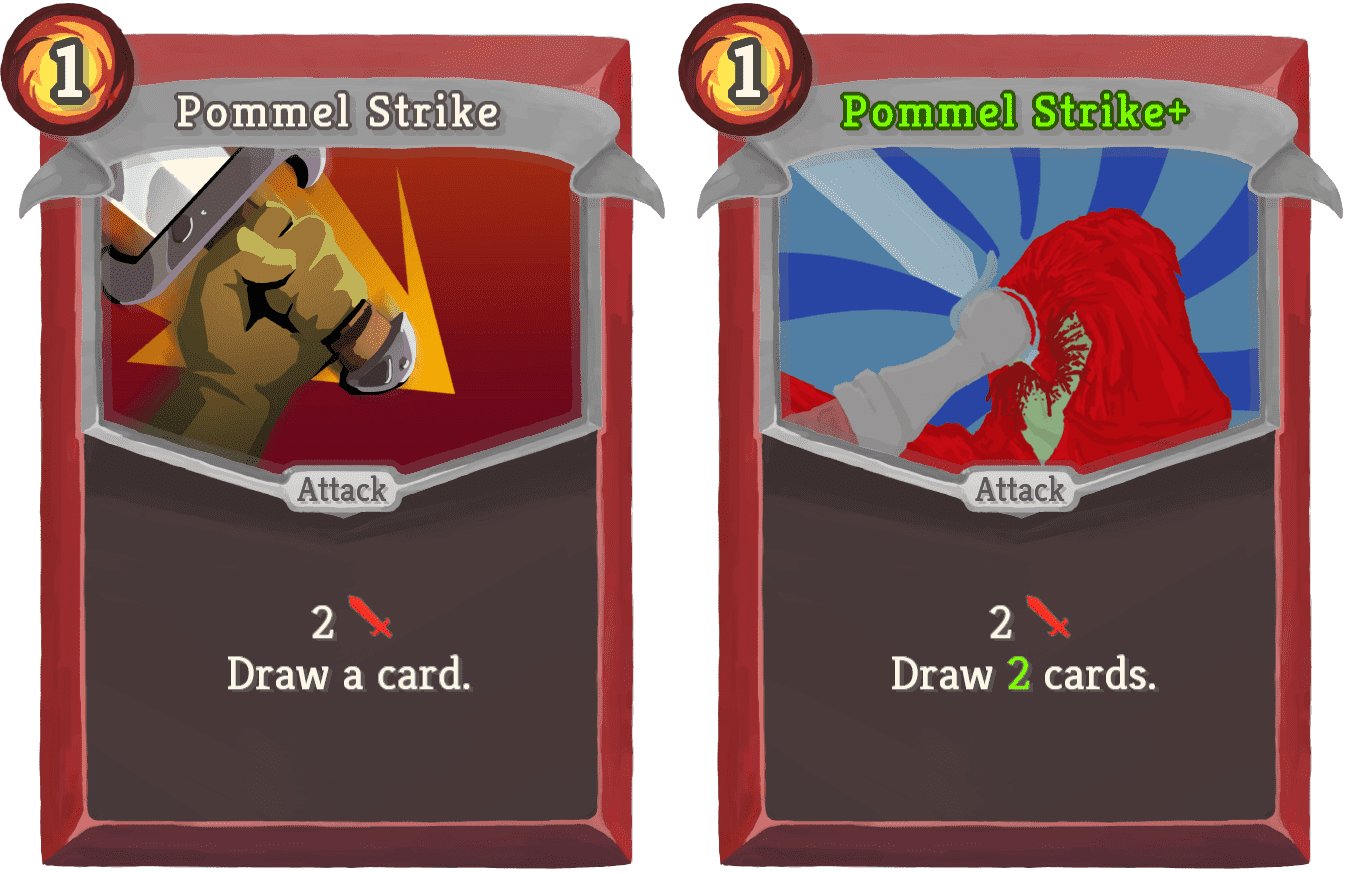 1
Pommel Strike
Attack
2
Draw a card.
1
Pommel Strike+
Attack
2
Draw 2 cards.